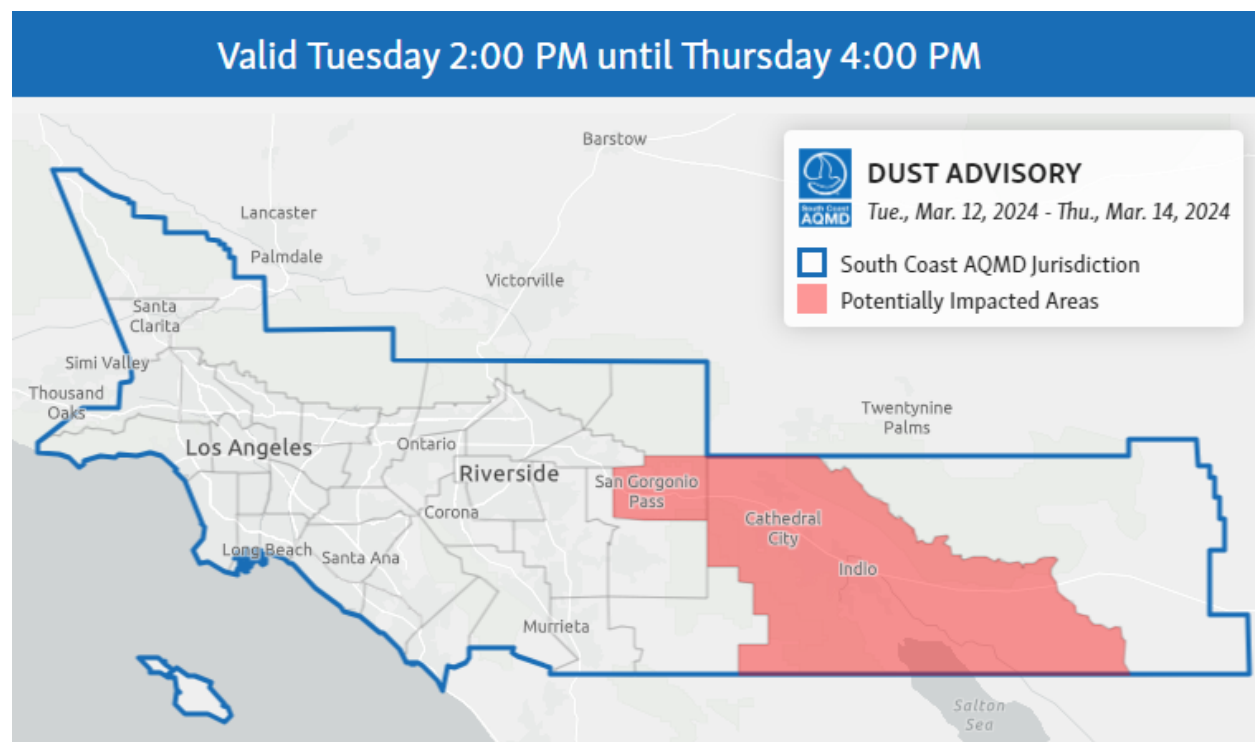 Valid Tuesday 2:00 PM until Thursday 4:00 PM
Barstow
DUST ADVISORY
South Coast
AQMD
Tue., Mar. 12, 2024 - Thu., Mar. 14, 2024
South Coast AQMD Jurisdiction
Potentially Impacted Areas
Lancaster
Palmdale
Victorville
Santa
Clarita
Simi Valley
Thousand
Oaks
Twentynine
Palms
Los Angeles
Ontario
Riverside
San Gorgonio
Pass
Corona
Cathedral
City
Long Beach
Santa Ana
Indio
Murrieta
Salton
Sea